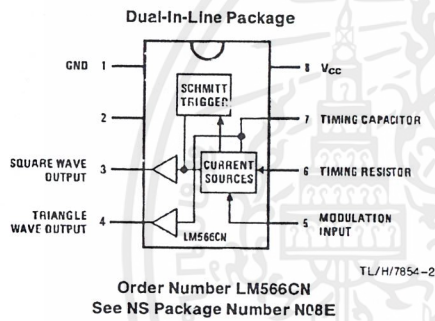 Dual-In-Line Package
GND 1
8 VCC
SCHMITT
TRIGGER
2
7 TIMING CAPACITOR
SQUARE WAVE
OUTPUT 3
CURRENT
SOURCES
6 TIMING RESISTOR
TRIANGLE
WAVE OUTPUT 4
5 MODULATION
INPUT
LM566CN
TL/H/7854-2
Order Number LM566CN
See NS Package Number N08E